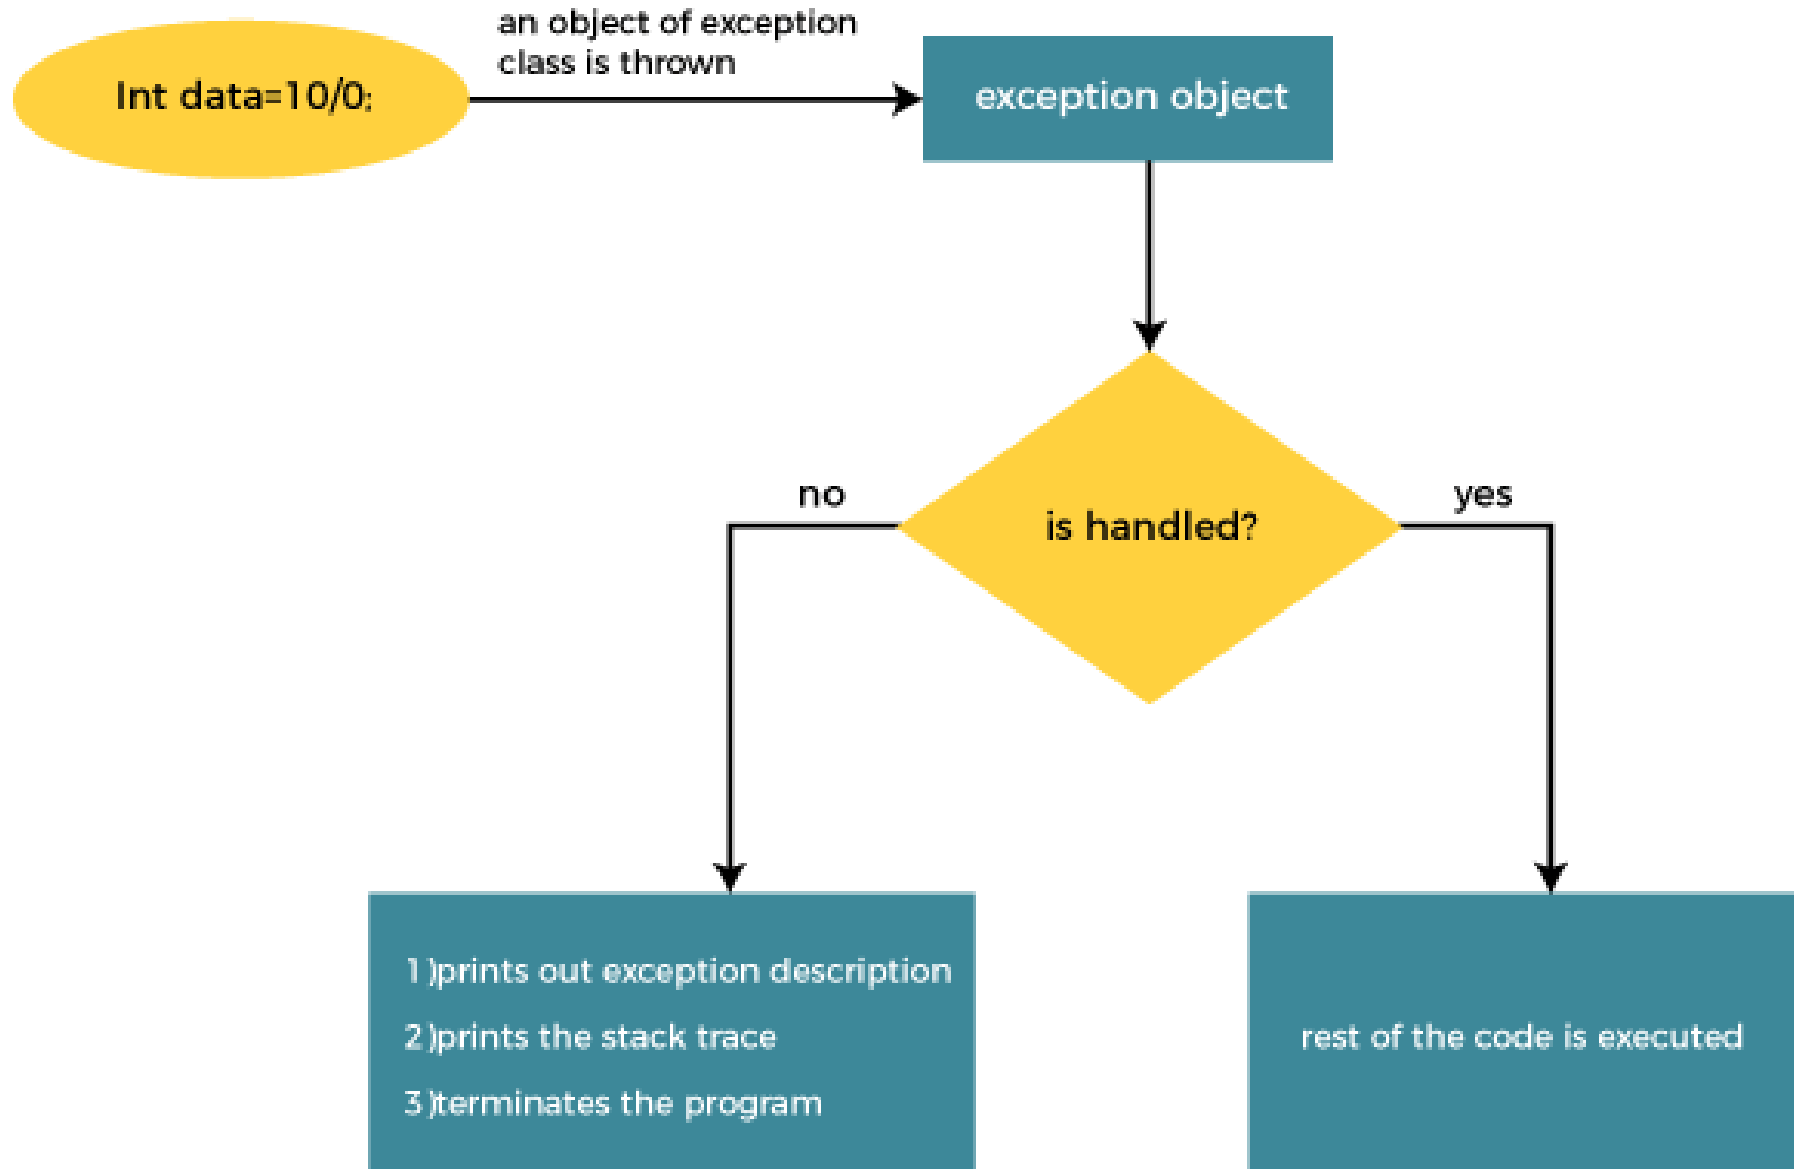 an object of exception
class is thrown
Int data=10/0;
exception object
no
yes
is handled?
1)prints out exception description
2)prints the stack trace
3)terminates the program
rest of the code is executed